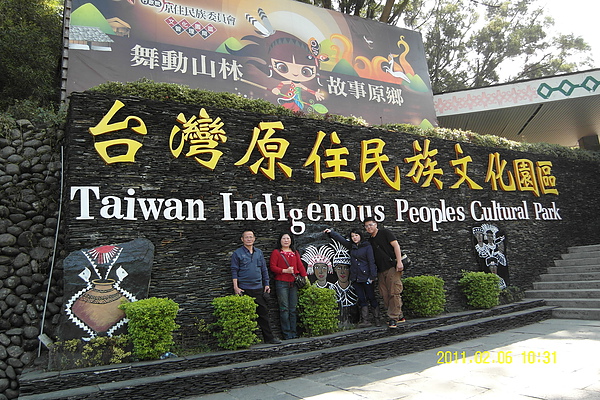 原住民族委員會
舞動山林 故事原鄉
台灣原住民族文化園區
Taiwan Indigenous Peoples Cultural Park
2011.02.06 10:31